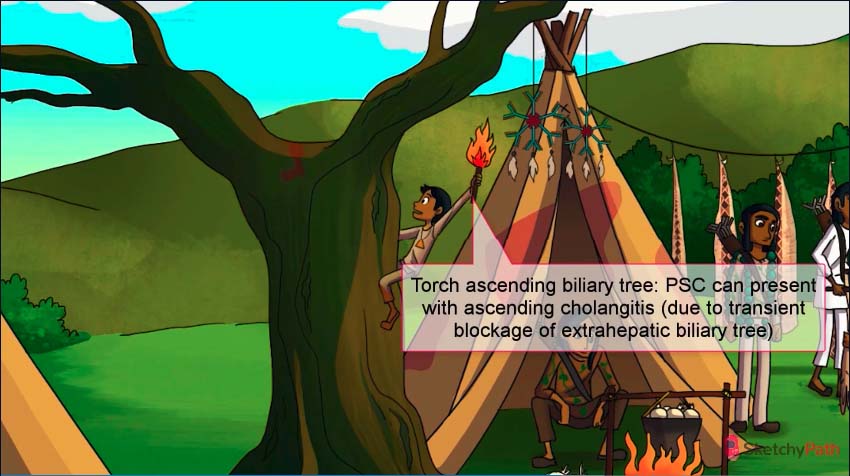 Torch ascending biliary tree: PSC can present
with ascending cholangitis (due to transient
blockage of extrahepatic biliary tree)
SketchyPath